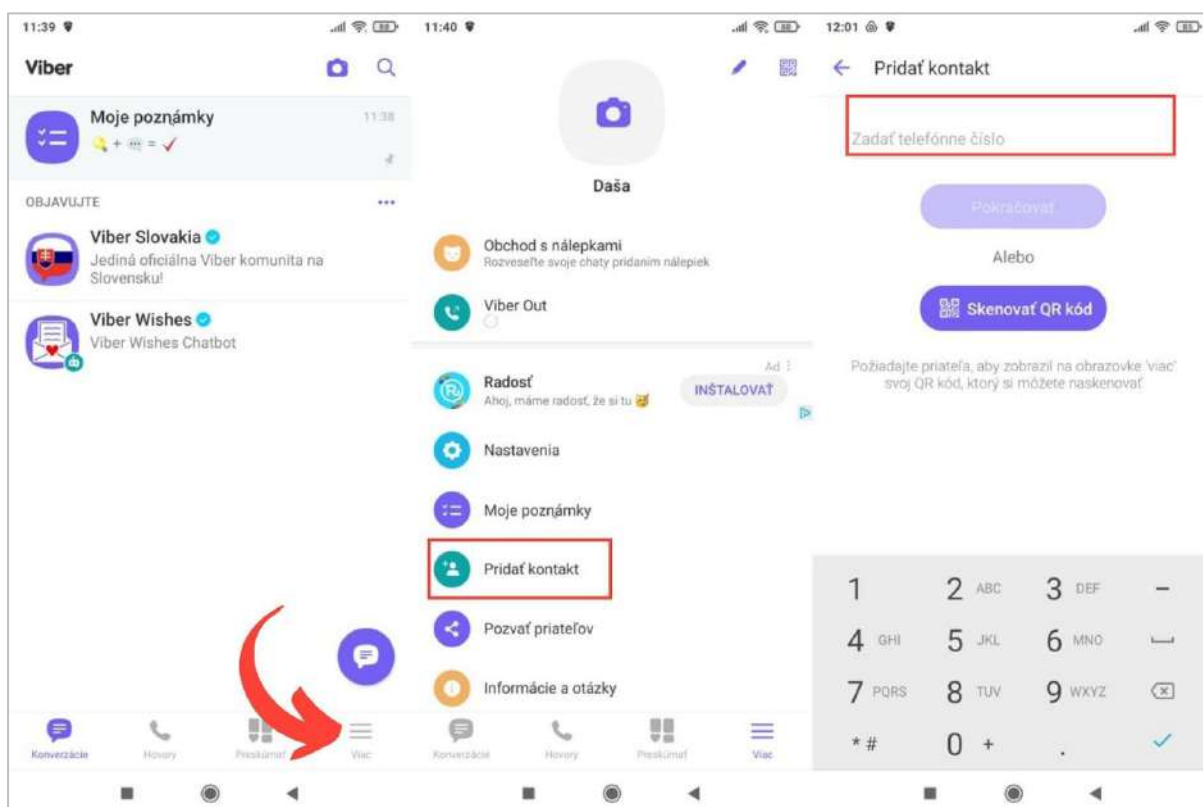 11:39
80
Viber
Moje poznámky
11:38
+ = ✓
OBJAVUJTE
Viber Slovakia
Jediná oficiálna Viber komunita na
Slovensku!
Viber Wishes
Viber Wishes Chatbot
Konverzácie
Hovory
Preskúmať
Viac
11:40
80
Daša
Obchod s nálepkami
Rozveseľte svoje chaty pridaním nálepiek
Viber Out
Ad
Radosť
Ahoj, máme radosť, že si tu
INŠTALOVAŤ
Nastavenia
Moje poznámky
Pridať kontakt
Pozvať priateľov
Informácie a otázky
Konverzácie
Hovory
Preskúmať
Viac
12:01
Pridať kontakt
Zadať telefónne číslo
Pokračovať
Alebo
Skenovať QR kód
Požiadajte priateľa, aby zobrazil na obrazovke 'viac'
svoj QR kód, ktorý si môžete naskenovať
1 2 ABC 3 DEF –
4 GHI 5 JKL 6 MNO
7 PQRS 8 TUV 9 WXYZ
* # 0 + .